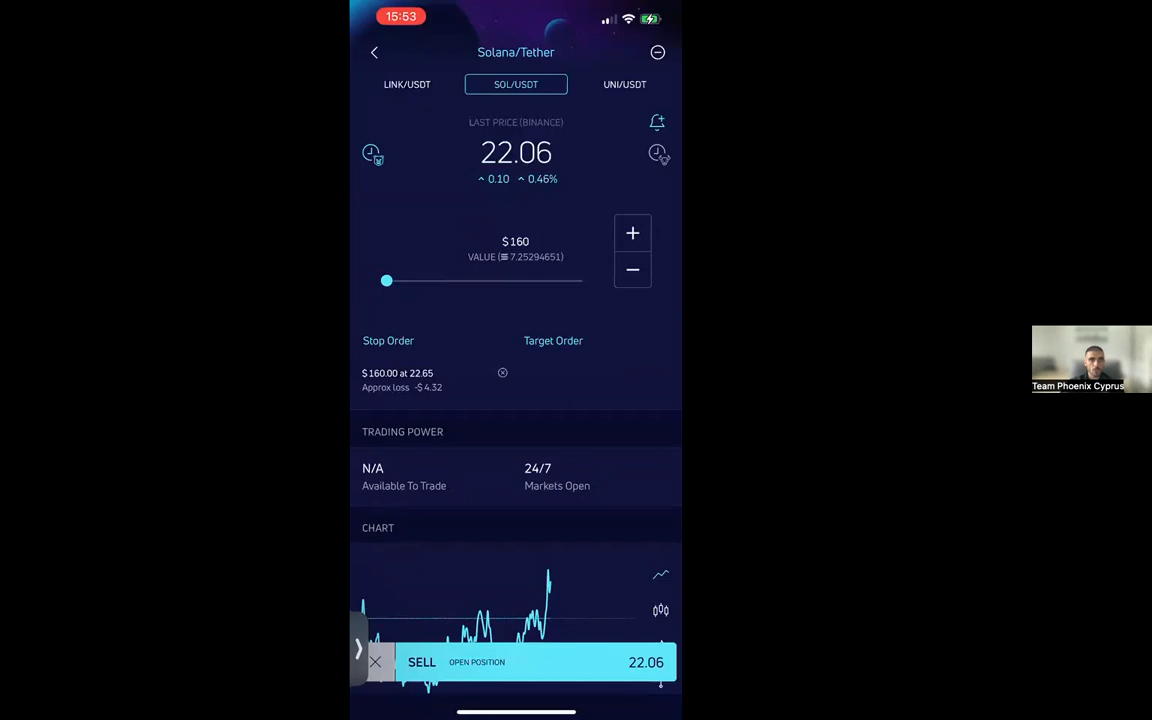 15:53
Solana/Tether
LINK/USDT SOL/USDT UNI/USDT
LAST PRICE (BINANCE)
22.06
0.10 0.46%
$160
VALUE (7.25294651)
Stop Order Target Order
$160.00 at 22.65
Approx loss -$4.32
TRADING POWER
N/A 24/7
Available To Trade Markets Open
CHART
SELL OPEN POSITION 22.06
Team Phoenix Cyprus